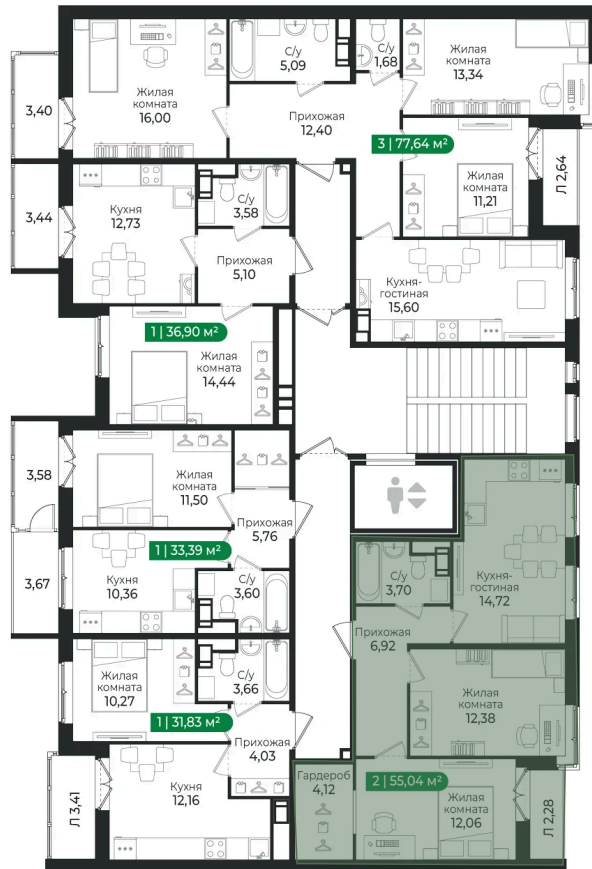 Жилая
комната
16,00
С/у
5,09
С/у
1,68
Жилая
комната
13,34
3,40
Прихожая
12,40
3 | 77,64 м²
Л 2,64
Жилая
комната
11,21
3,44
Кухня
12,73
С/у
3,58
Прихожая
5,10
Кухня-
гостиная
15,60
1 | 36,90 м²
Жилая
комната
14,44
3,58
Жилая
комната
11,50
Прихожая
5,76
1 | 33,39 м²
3,67
Кухня
10,36
С/у
3,60
С/у
3,70
Кухня-
гостиная
14,72
Прихожая
6,92
Жилая
комната
10,27
С/у
3,66
Жилая
комната
12,38
1 | 31,83 м²
Прихожая
4,03
Л 3,41
Кухня
12,16
Гардероб
4,12
2 | 55,04 м²
Жилая
комната
12,06
Л 2,28